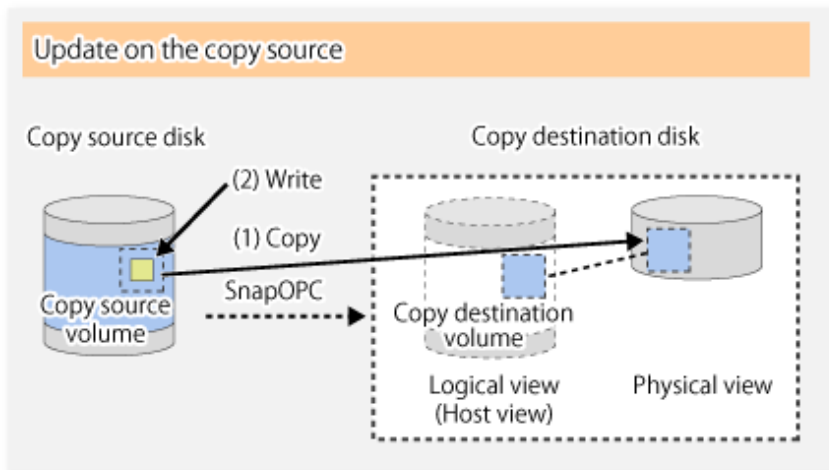 Update on the copy source
Copy source disk
Copy destination disk
(2) Write
(1) Copy
SnapOPC
Copy source
volume
Copy destination
volume
Logical view
(Host view)
Physical view